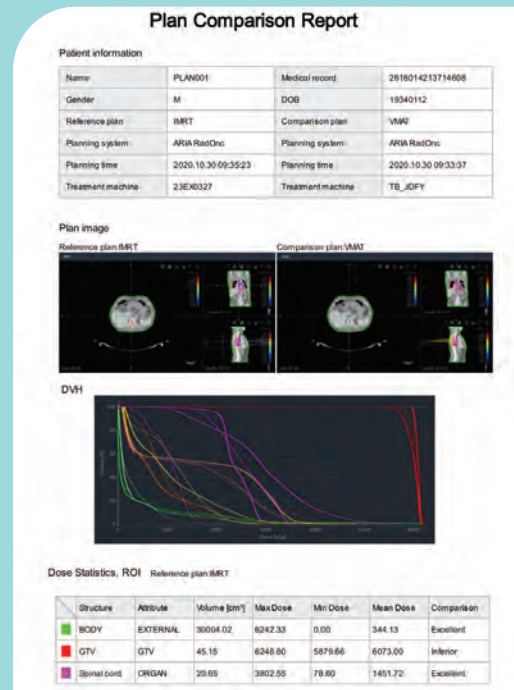 Plan Comparison Report
Patient information
Name PLAN001 Medical record 2616014213714608
Gender M DOB 19340112
Reference plan IMRT Comparison plan VMAT
Planning system ARIA RadOnc Planning system ARIA RadOnc
Planning time 2020.10.30 09:35:23 Planning time 2020.10.30 09:33:37
Treatment machine 23EX0327 Treatment machine TB_JDFY
Plan image
Reference plan:IMRT Comparison plan:VMAT
DVH
Dose Statistics, ROI Reference plan:IMRT
Structure Attribute Volume [cm³] Max Dose Min Dose Mean Dose Comparison
BODY EXTERNAL 30004.02 6242.33 0.00 344.13 Excellent
GTV GTV 45.15 6248.80 5879.66 6073.00 Inferior
Spinal cord ORGAN 20.65 3802.55 78.60 1451.72 Excellent